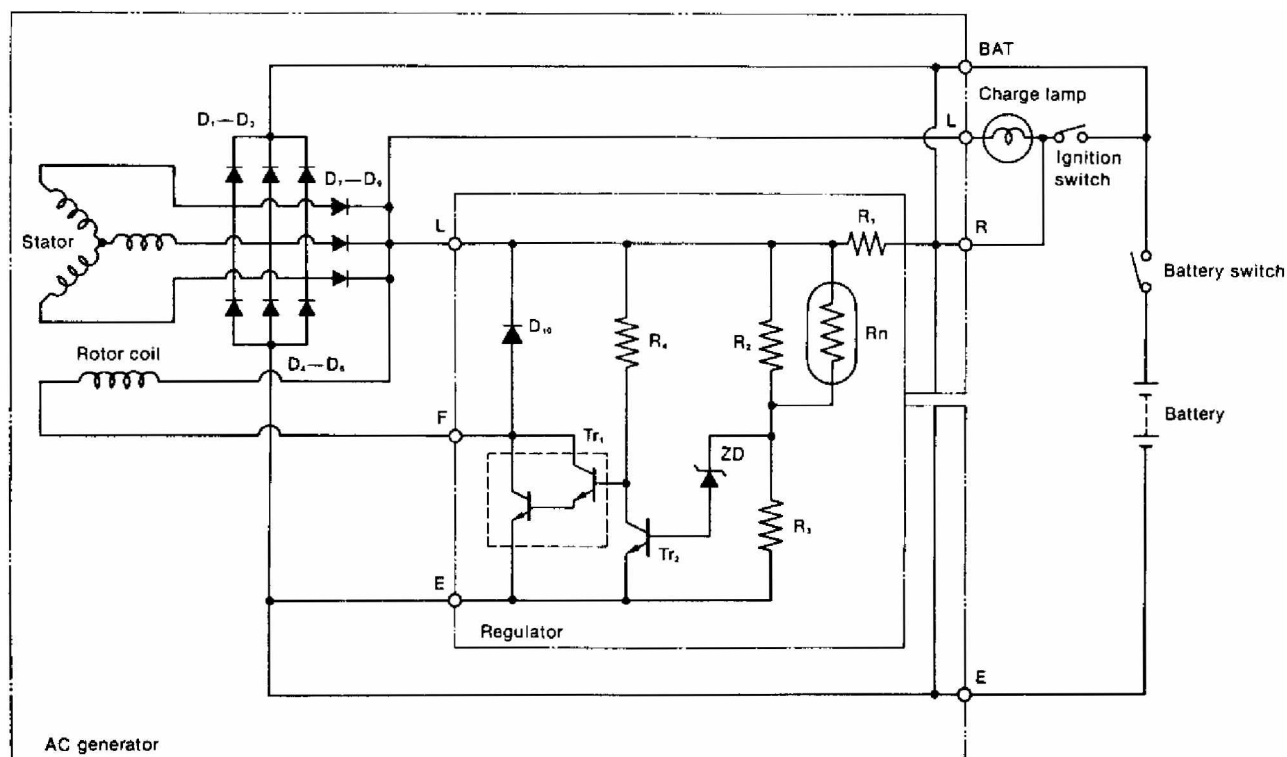 BAT
Charge lamp
L
D₁—D₃
Ignition
switch
D₇—D₉
R₁
R
L
Stator
Battery switch
D₁₀
R₄
R₂
Rn
Rotor coil
D₄—D₆
Battery
F
Tr₁
ZD
R₃
Tr₂
E
Regulator
E
AC generator